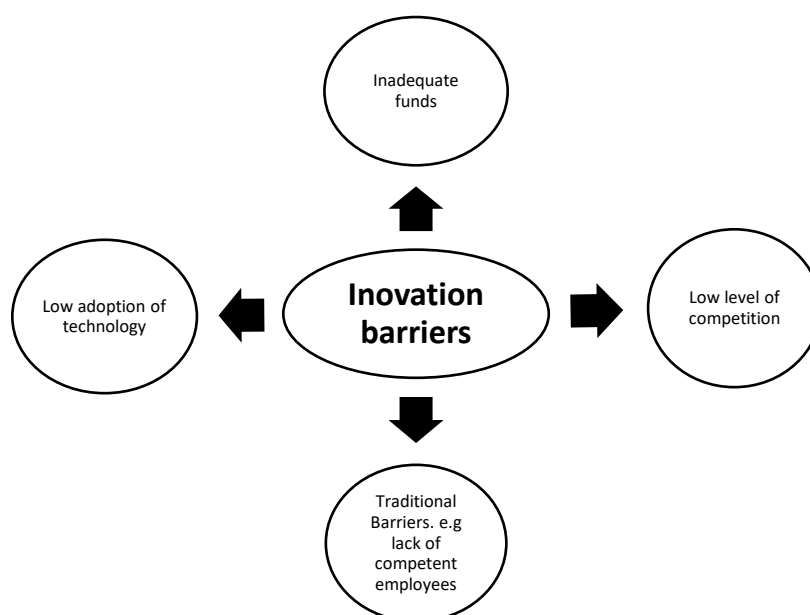 Inadequate
funds
Low adoption of
technology
Inovation
barriers
Low level of
competition
Traditional
Barriers. e.g
lack of
competent
employees